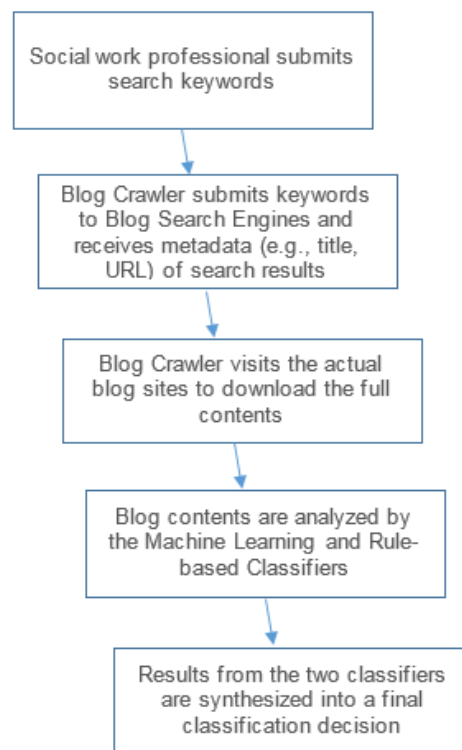 Social work professional submits
search keywords
Blog Crawler submits keywords
to Blog Search Engines and
receives metadata (e.g., title,
URL) of search results
Blog Crawler visits the actual
blog sites to download the full
contents
Blog contents are analyzed by
the Machine Learning and Rule-
based Classifiers
Results from the two classifiers
are synthesized into a final
classification decision